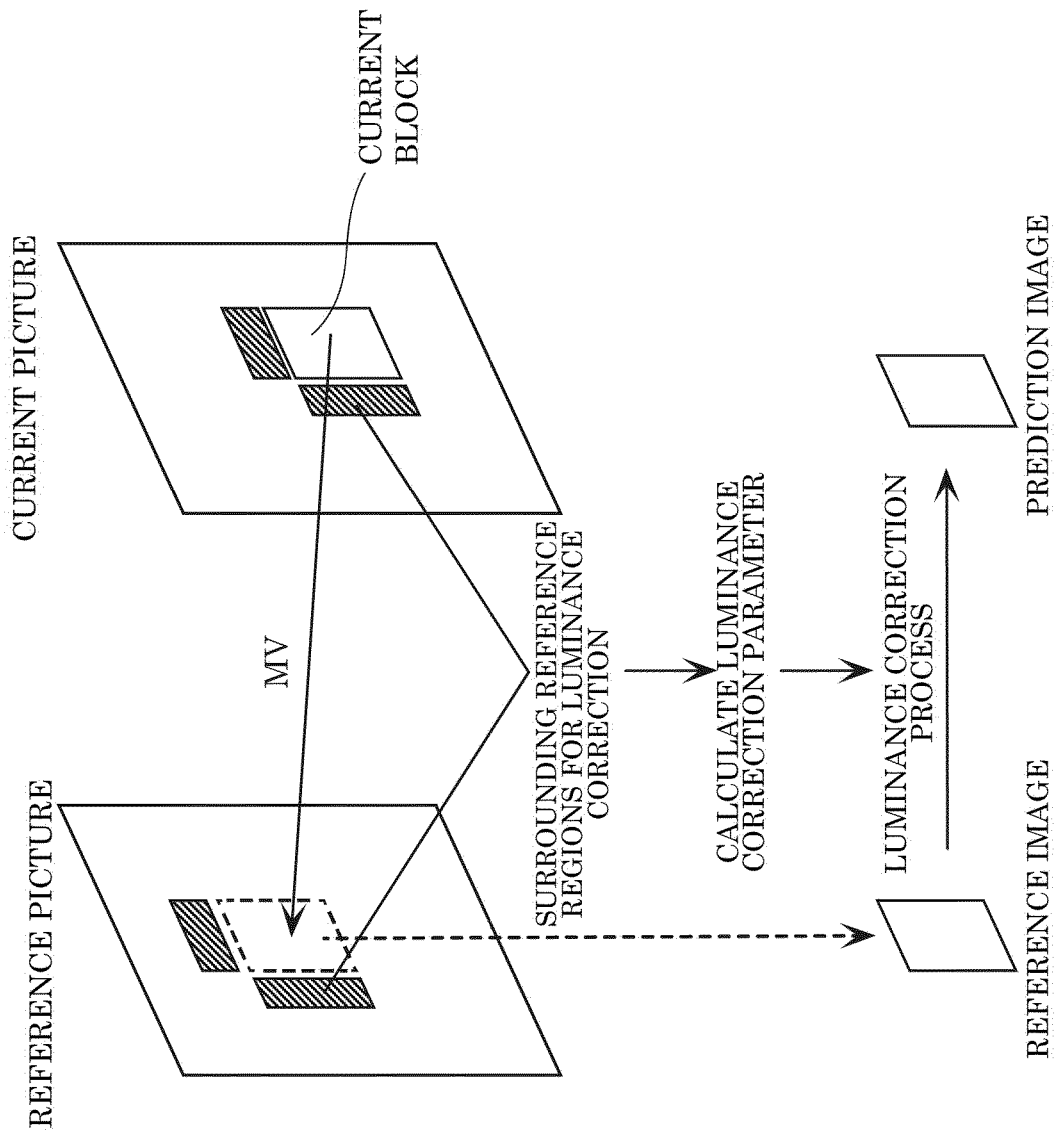 REFERENCE PICTURE
CURRENT PICTURE
MV
CURRENT
BLOCK
SURROUNDING REFERENCE
REGIONS FOR LUMINANCE
CORRECTION
CALCULATE LUMINANCE
CORRECTION PARAMETER
LUMINANCE CORRECTION
PROCESS
REFERENCE IMAGE
PREDICTION IMAGE